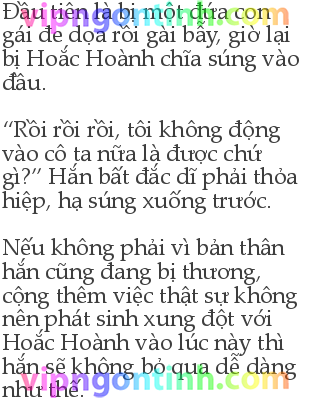 Đầu tiên là bị một đứa con
gái đe dọa rồi gài bẫy, giờ lại
bị Hoắc Hoành chĩa súng vào
đầu.
“Rồi rồi rồi, tôi không động
vào cô ta nữa là được chứ
gì?” Hắn bất đắc dĩ phải thỏa
hiệp, hạ súng xuống trước.
Nếu không phải vì bản thân
hắn cũng đang bị thương,
cộng thêm việc thật sự không
nên phát sinh xung đột với
Hoắc Hoành vào lúc này thì
hắn sẽ không bỏ qua dễ dàng
như thế.
vipngontinh.com
vipngontinh.com